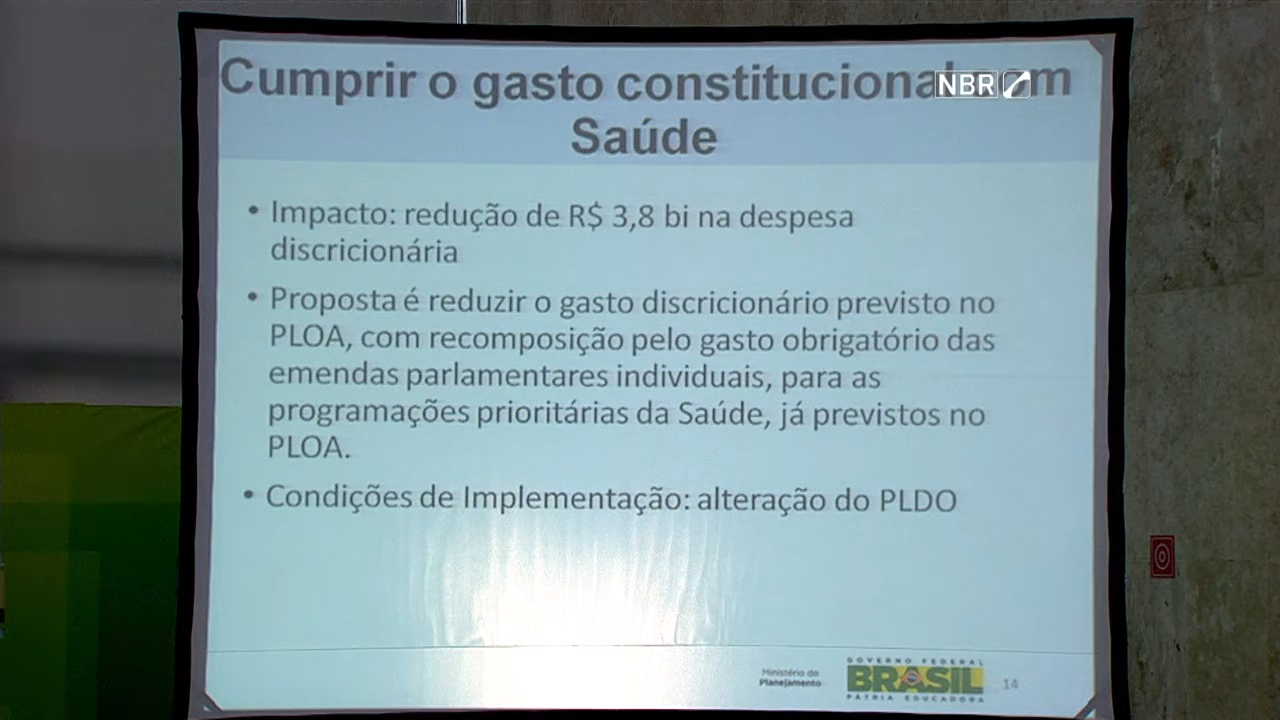 Cumprir o gasto constitucional em
NBR
Saúde
• Impacto: redução de R$ 3,8 bi na despesa
discricionária
• Proposta é reduzir o gasto discricionário previsto no
PLOA, com recomposição pelo gasto obrigatório das
emendas parlamentares individuais, para as
programações prioritárias da Saúde, já previstos no
PLOA.
• Condições de Implementação: alteração do PLDO
Ministério do
Planejamento
GOVERNO FEDERAL
BRASIL
PÁTRIA EDUCADORA
14